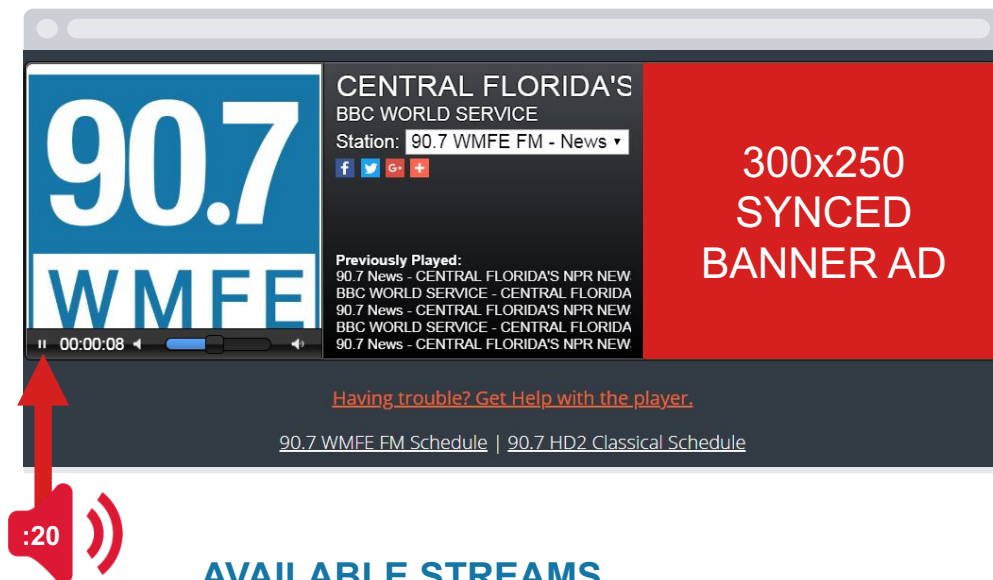 90.7
WMFE
CENTRAL FLORIDA'S
BBC WORLD SERVICE
Station: 90.7 WMFE FM - News
Previously Played:
90.7 News - CENTRAL FLORIDA'S NPR NEW
BBC WORLD SERVICE - CENTRAL FLORIDA
90.7 News - CENTRAL FLORIDA'S NPR NEW
BBC WORLD SERVICE - CENTRAL FLORIDA
90.7 News - CENTRAL FLORIDA'S NPR NEW
00:00:08
300x250
SYNCED
BANNER AD
Having trouble? Get Help with the player.
90.7 WMFE FM Schedule | 90.7 HD2 Classical Schedule
:20
AVAILABLE STREAMS